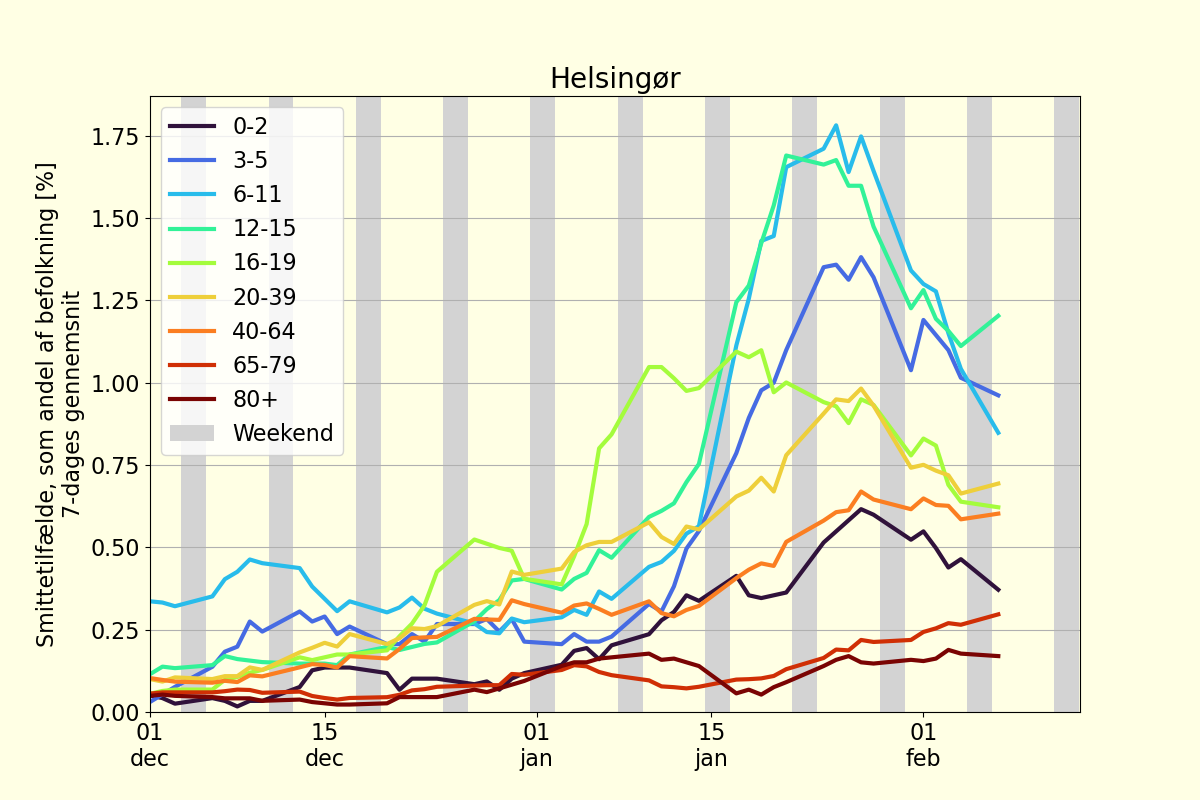 Helsingør
Smittetilfælde, som andel af befolkning [%]
7-dages gennemsnit
1.75
1.50
1.25
1.00
0.75
0.50
0.25
0.00
0-2
3-5
6-11
12-15
16-19
20-39
40-64
65-79
80+
Weekend
01
dec
15
dec
01
jan
15
jan
01
feb